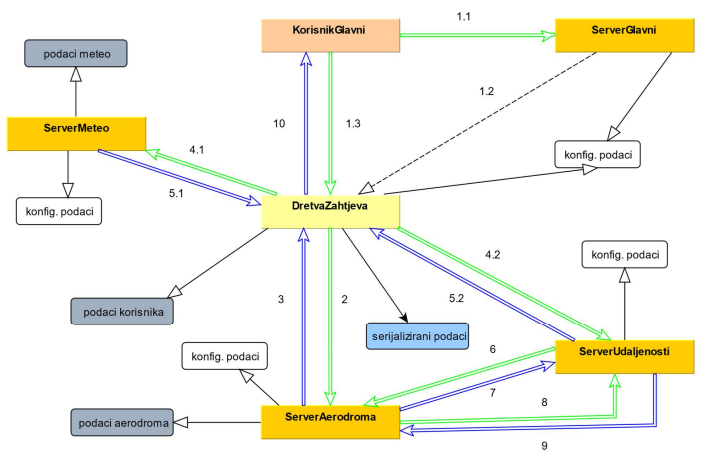 1.1
KorisnikGlavni
ServerGlavni
podaci meteo
1.2
ServerMeteo
10
1.3
4.1
konfig. podaci
5.1
konfig. podaci
DretvaZahtjeva
4.2
konfig. podaci
3
2
5.2
podaci korisnika
serijalizirani podaci
6
ServerUdaljenosti
konfig. podaci
7
8
ServerAerodroma
podaci aerodroma
9